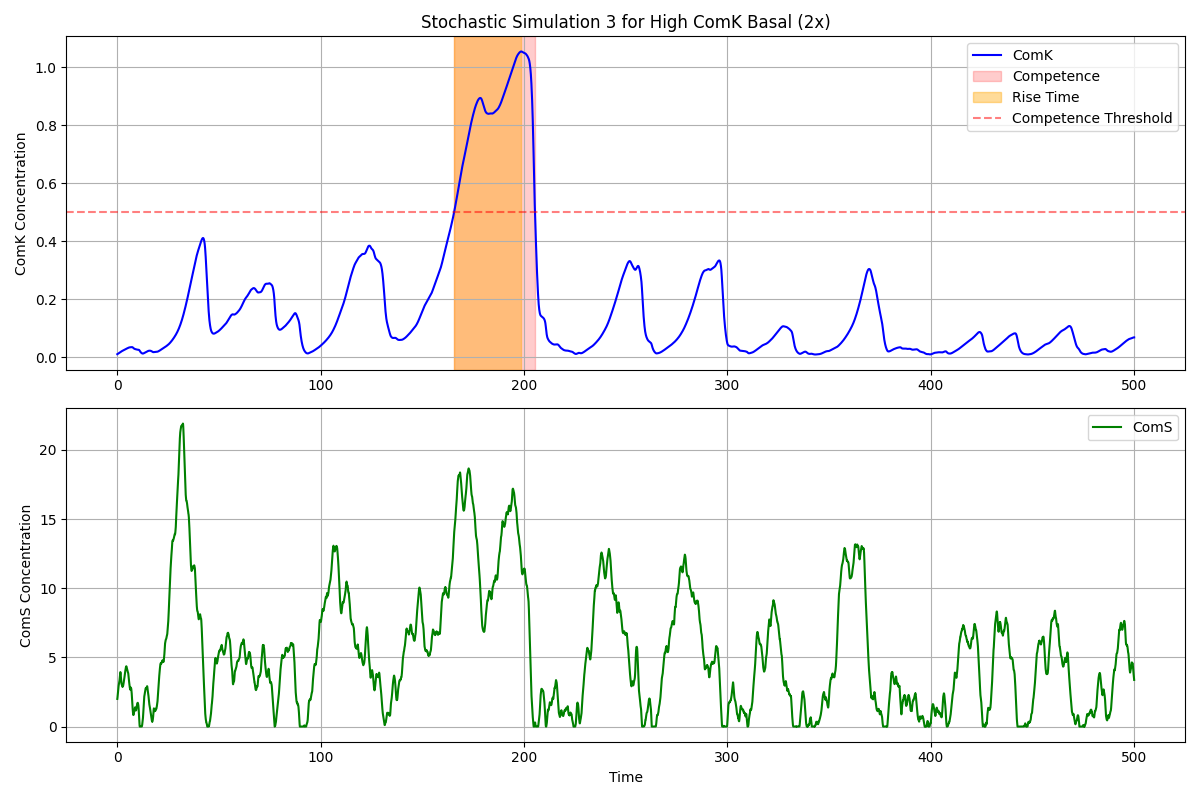 Stochastic Simulation 3 for High ComK Basal (2x)
ComK Concentration
1.0
0.8
0.6
0.4
0.2
0.0
ComK
Competence
Rise Time
Competence Threshold
0 100 200 300 400 500
ComS Concentration
20
15
10
5
0
ComS
0 100 200 300 400 500
Time